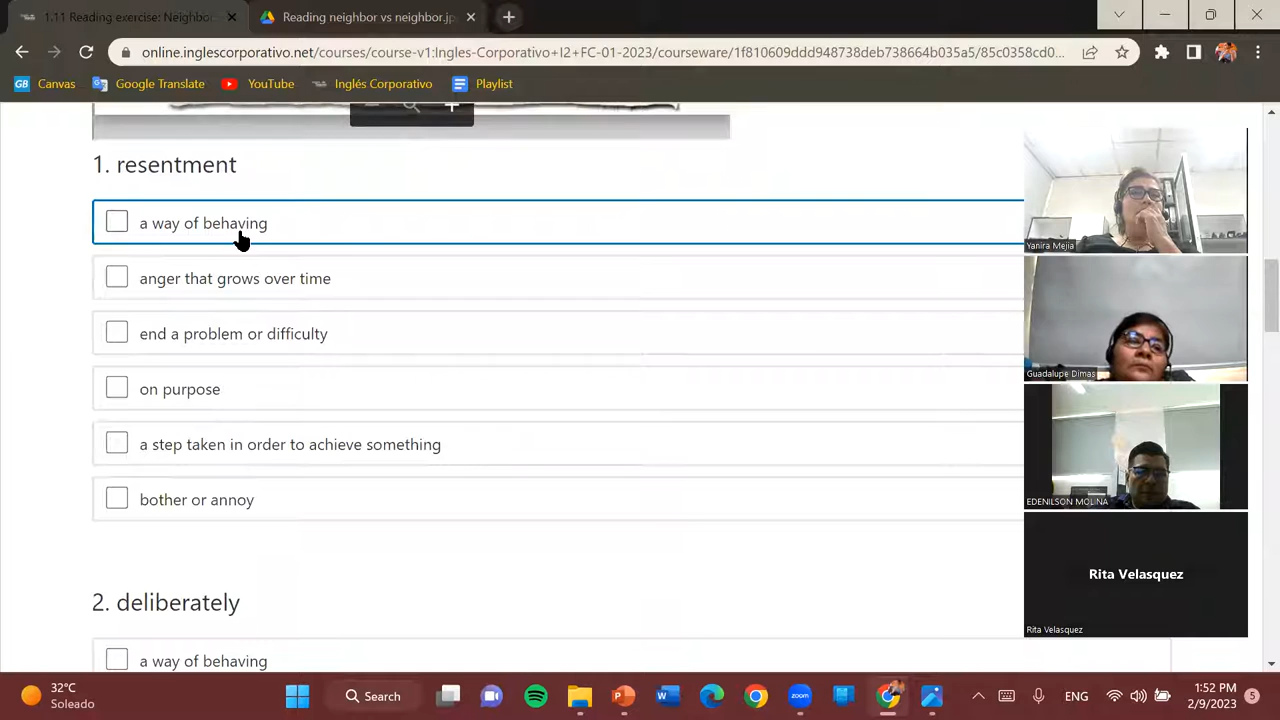 1.11 Reading exercise: Neighbo
Reading neighbor vs neighbor.jp
online.inglescorporativo.net/courses/course-v1:Ingles-Corporativo+I2+FC-01-2023/courseware/1f810609ddd948738deb738664b035a5/85c0358cd0...
GB Canvas
Google Translate
YouTube
Inglés Corporativo
Playlist
1. resentment
a way of behaving
anger that grows over time
end a problem or difficulty
on purpose
a step taken in order to achieve something
bother or annoy
2. deliberately
a way of behaving
Yanira Mejia
Guadalupe Dimas
EDENILSON MOLINA
Rita Velasquez
Rita Velasquez
32°C
Soleado
Search
zoom
ENG
1:52 PM
2/9/2023
5